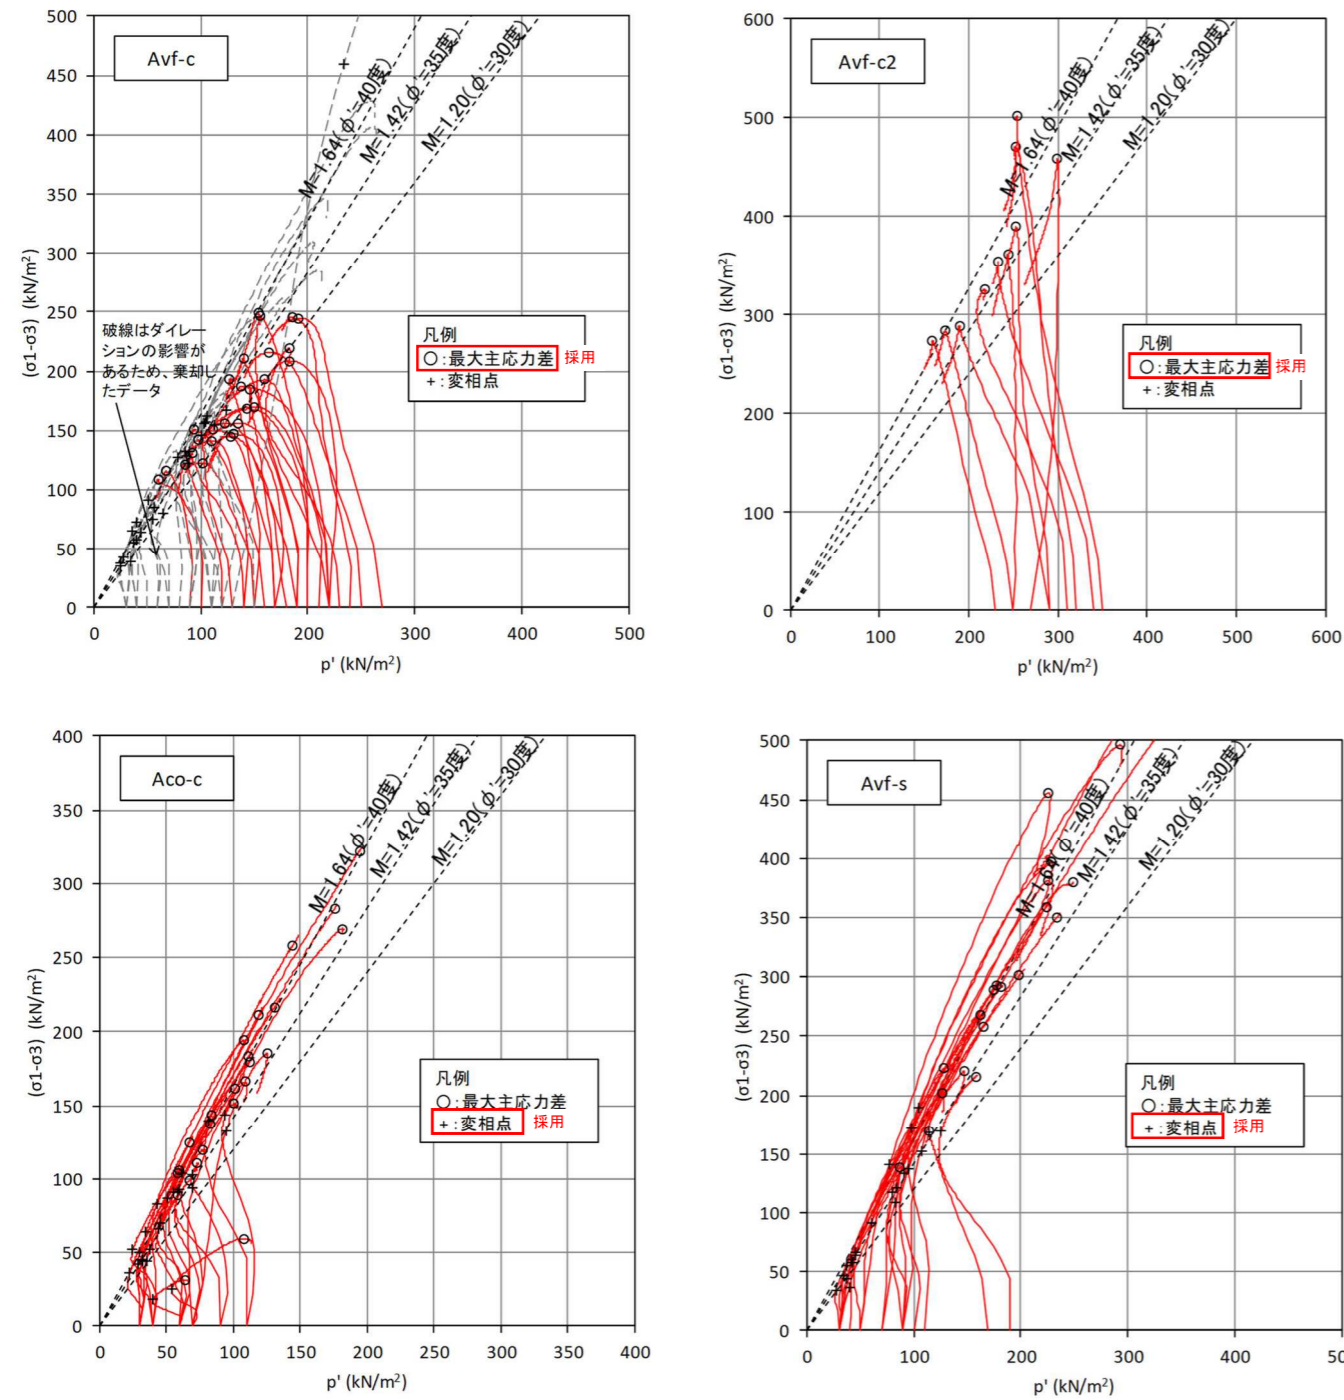 Avf-c
(σ1-σ3) (kN/m²)
500
450
400
350
300
250
200
150
100
50
0
M=1.64(φ'=40度)
M=1.42(φ'=35度)
M=1.20(φ'=30度)
破線はダイレー
ションの影響が
あるため、棄却し
たデータ
凡例
○:最大主応力差 採用
+:変相点
0 100 200 300 400 500
p' (kN/m²)
Avf-c2
(σ1-σ3) (kN/m²)
600
500
400
300
200
100
0
M=1.64(φ'=40度)
M=1.42(φ'=35度)
M=1.20(φ'=30度)
凡例
○:最大主応力差 採用
+:変相点
0 100 200 300 400 500 600
p' (kN/m²)
Aco-c
(σ1-σ3) (kN/m²)
400
350
300
250
200
150
100
50
0
M=1.64(φ'=40度)
M=1.42(φ'=35度)
M=1.20(φ'=30度)
凡例
○:最大主応力差
+:変相点 採用
0 50 100 150 200 250 300 350 400
p' (kN/m²)
Avf-s
(σ1-σ3) (kN/m²)
500
450
400
350
300
250
200
150
100
50
0
M=1.64(φ'=40度)
M=1.42(φ'=35度)
M=1.20(φ'=30度)
凡例
○:最大主応力差
+:変相点 採用
0 100 200 300 400 50
p' (kN/m²)